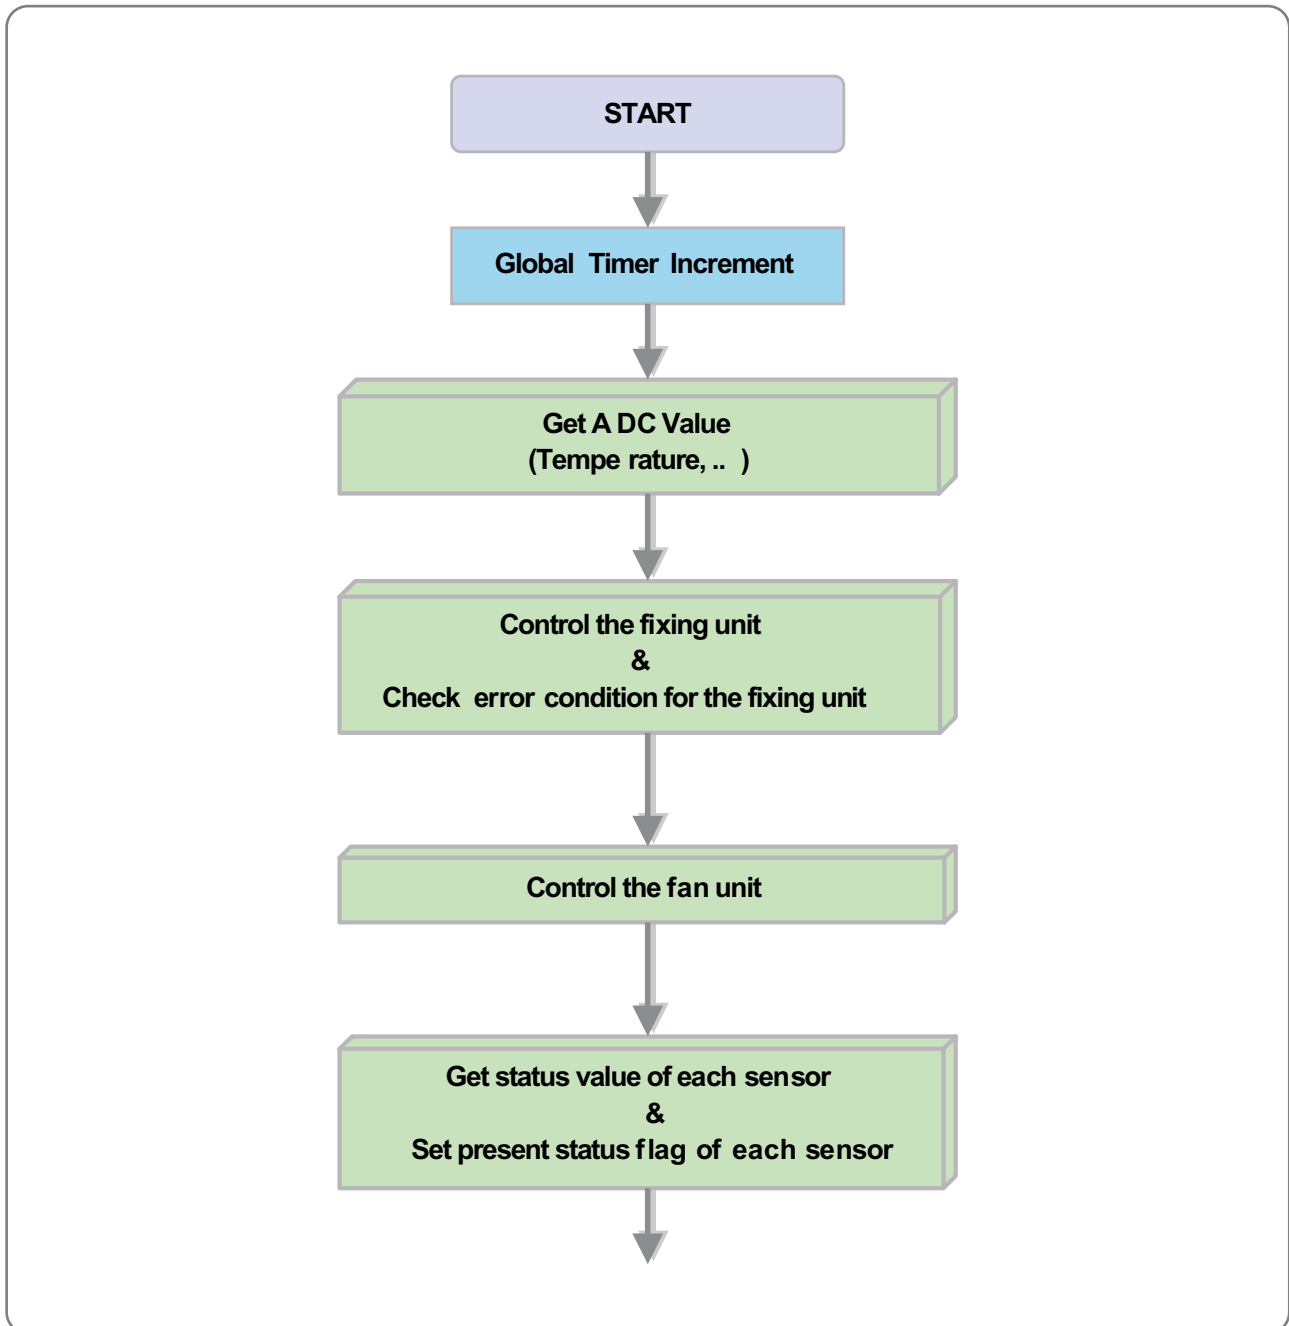 START
Global Timer Increment
Get A DC Value
(Tempe rature, .. )
Control the fixing unit
&
Check error condition for the fixing unit
Control the fan unit
Get status value of each sensor
&
Set present status flag of each sensor